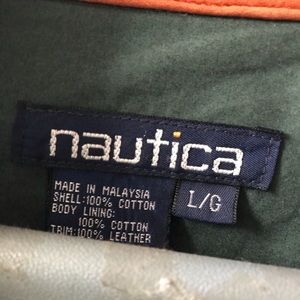 nautica
MADE IN MALAYSIA
SHELL:100% COTTON
BODY LINING:
100% COTTON
TRIM:100% LEATHER
L/G